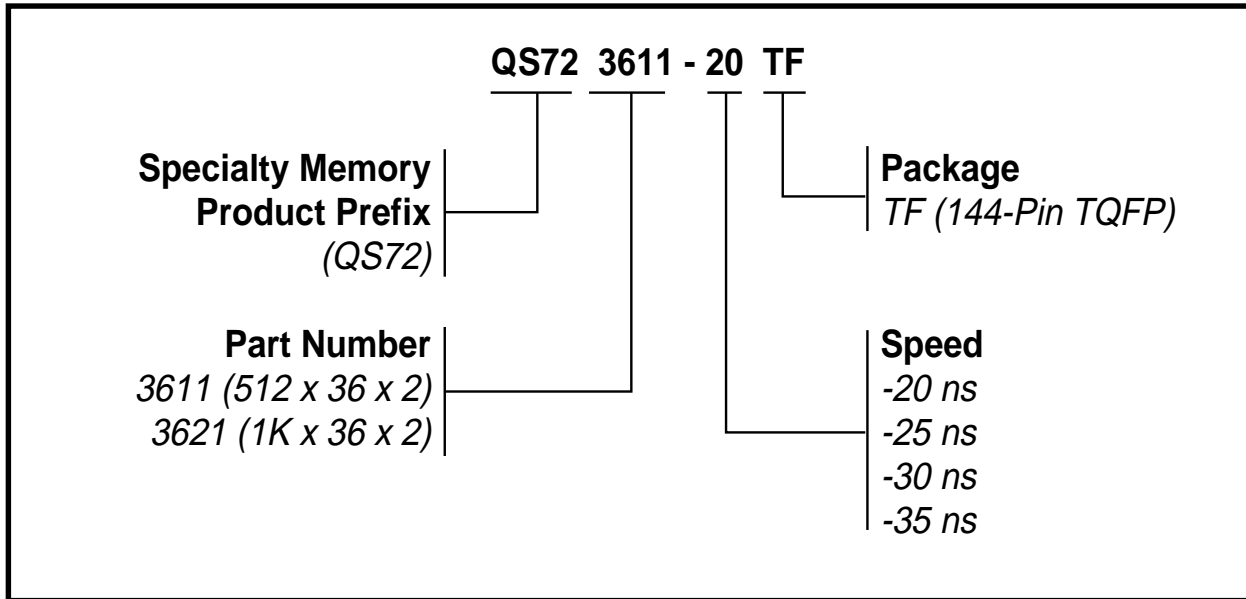 QS72 3611 - 20 TF
Specialty Memory
Product Prefix
(QS72)
Package
TF (144-Pin TQFP)
Part Number
3611 (512 x 36 x 2)
3621 (1K x 36 x 2)
Speed
-20 ns
-25 ns
-30 ns
-35 ns